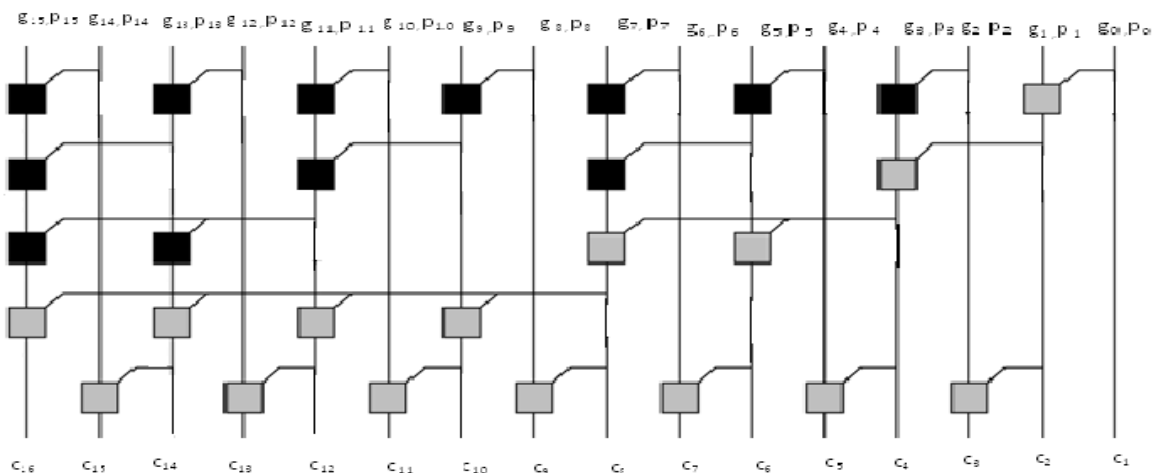 g₁₅,p₁₅ g₁₄,p₁₄ g₁₃,p₁₃ g₁₂,p₁₂ g₁₁,p₁₁ g₁₀,p₁₀ g₉,p₉ g₈,p₈ g₇,p₇ g₆,p₆ g₅,p₅ g₄,p₄ g₃,p₃ g₂,p₂ g₁,p₁ g₀,p₀
c₁₆ c₁₅ c₁₄ c₁₃ c₁₂ c₁₁ c₁₀ c₉ c₇ c₆ c₅ c₄ c₃ c₂ c₁